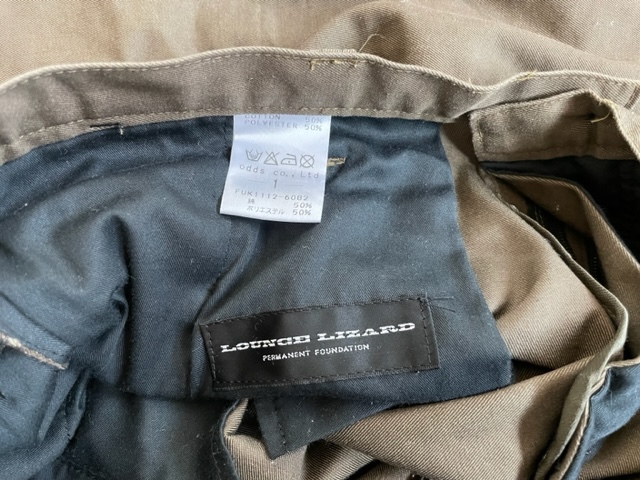 COTTON 50%
POLYESTER 50%
odds co.,Ltd
1
FUK1112-6082
綿 50%
ポリエステル 50%
LOUNGE LIZARD
PERMANENT FOUNDATION